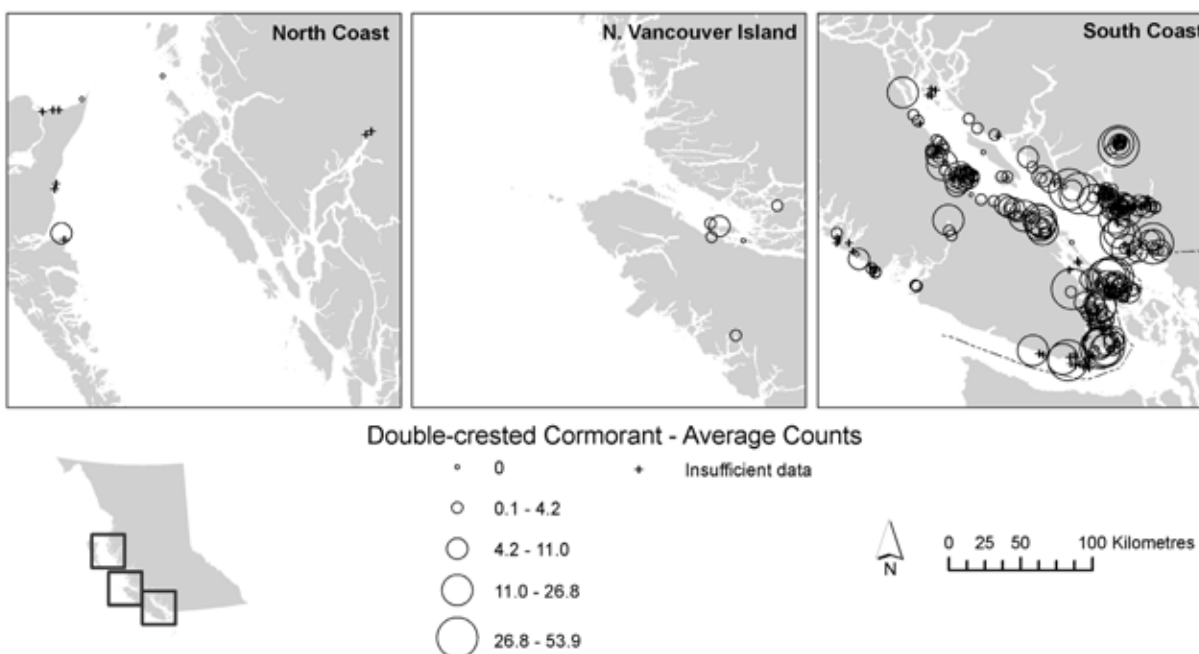 North Coast
N. Vancouver Island
South Coast
Double-crested Cormorant - Average Counts
0
0.1 - 4.2
4.2 - 11.0
11.0 - 26.8
26.8 - 53.9
Insufficient data
N
0 25 50 100 Kilometres